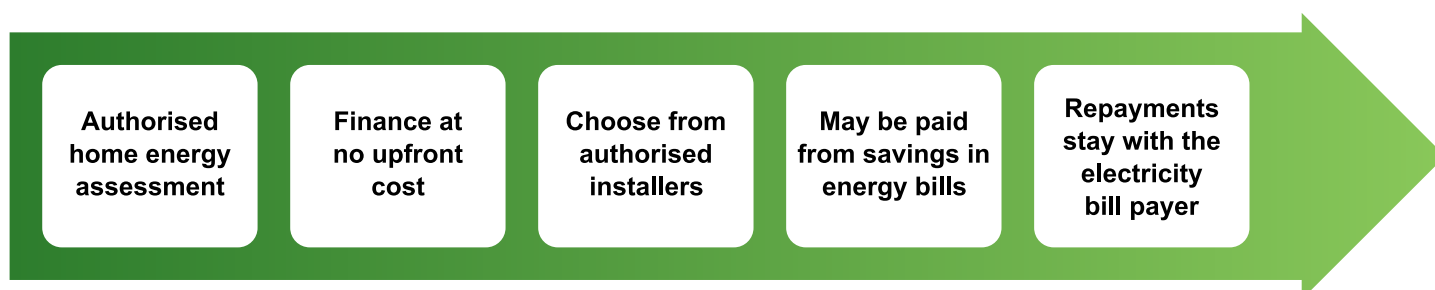 Authorised
home energy
assessment
Finance at
no upfront
cost
Choose from
authorised
installers
May be paid
from savings in
energy bills
Repayments
stay with the
electricity
bill payer